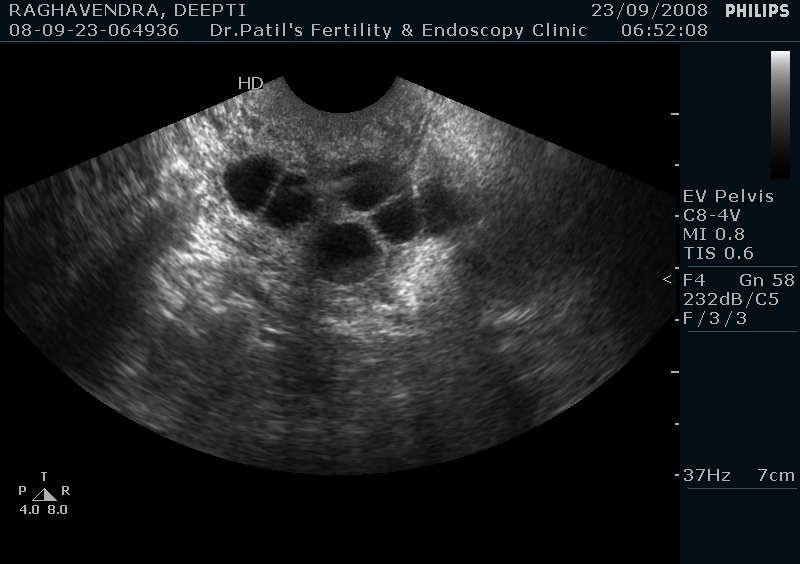 RAGHAVENDRA, DEEPTI 23/09/2008 PHILIPS
08-09-23-064936 Dr.Patil's Fertility & Endoscopy Clinic 06:52:08
HD
EV Pelvis
C8-4V
MI 0.8
TIS 0.6
< F4 Gn 58
232dB/C5
F/3/3
37Hz 7cm
T
P R
4.0 8.0